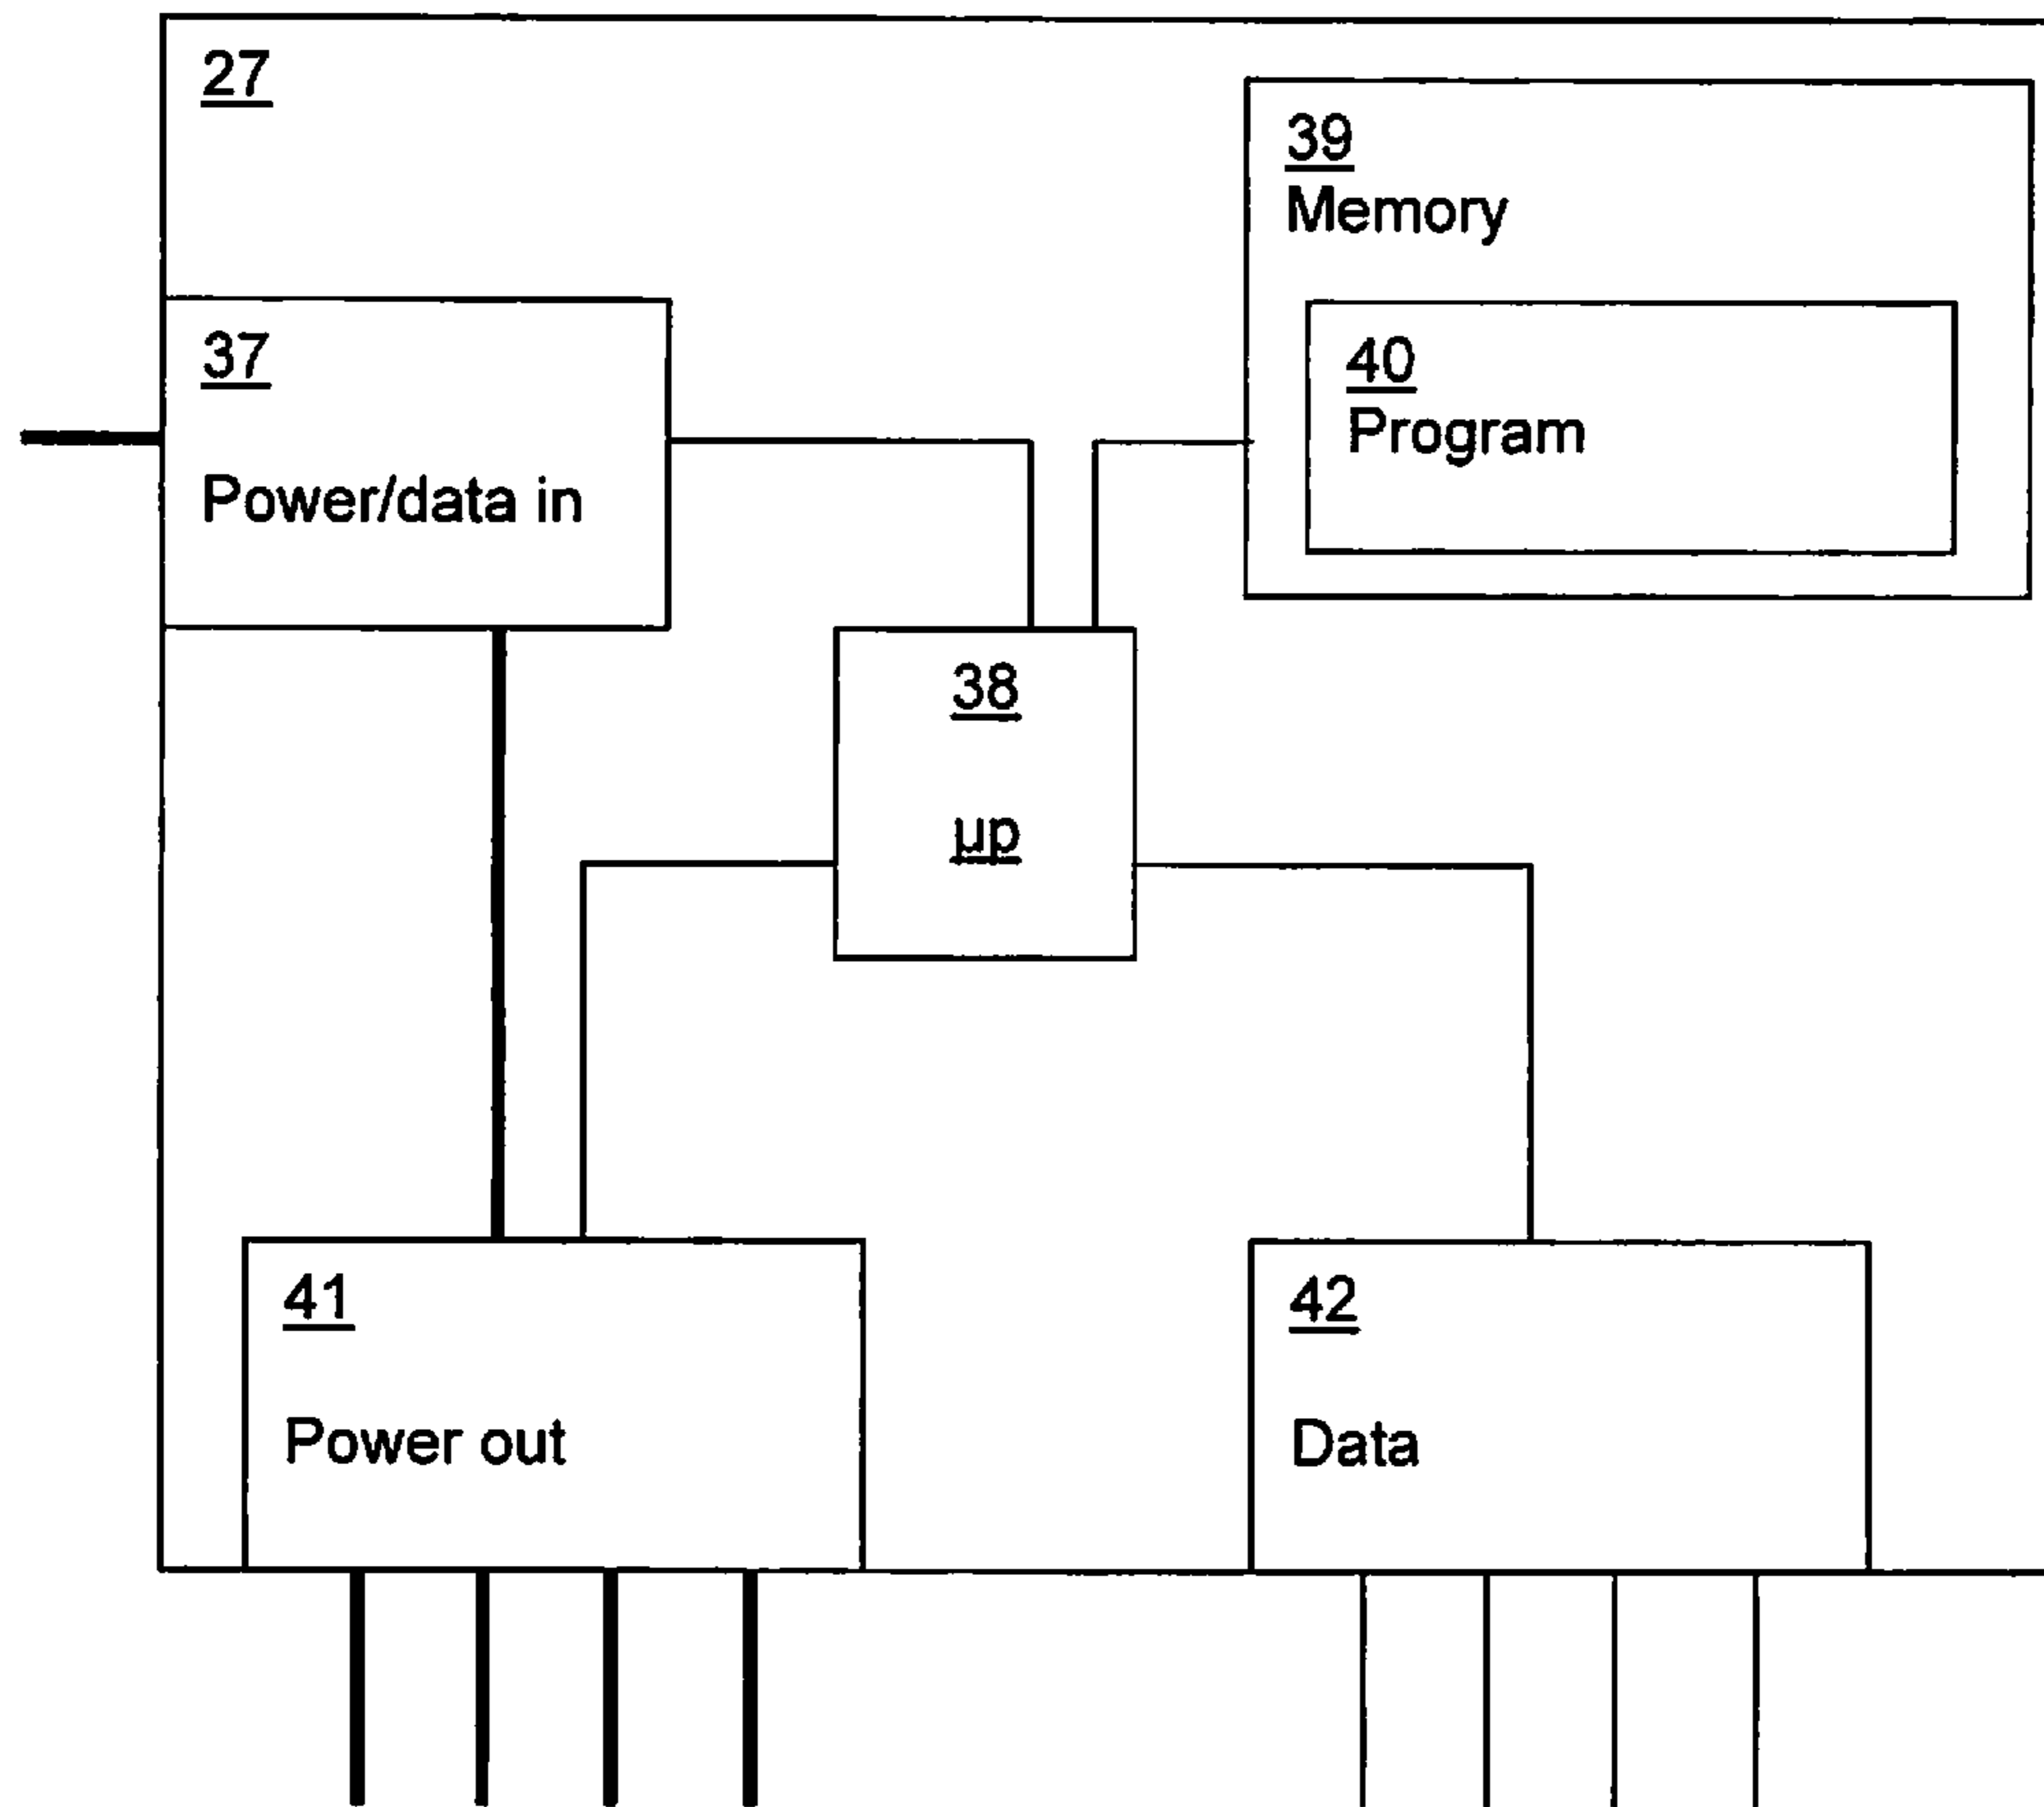 27
39
Memory
37
Power/data in
40
Program
38
µp
41
Power out
42
Data